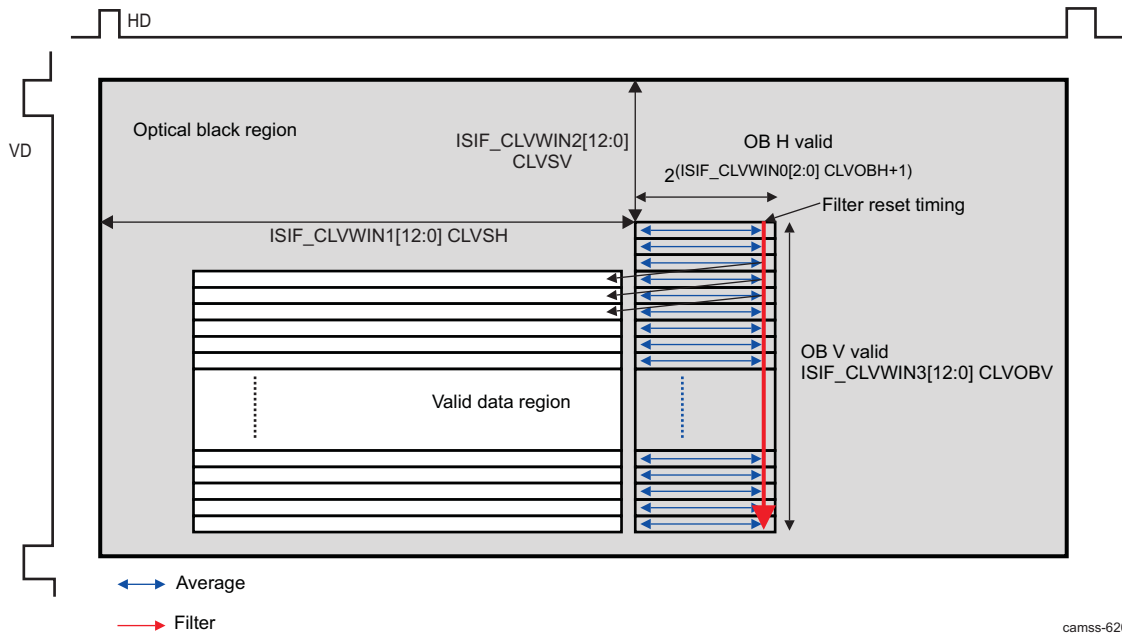 HD
VD
Optical black region
ISIF_CLVWIN2[12:0]
CLVSV
OB H valid
2(ISIF_CLVWIN0[2:0] CLVOBH+1)
Filter reset timing
ISIF_CLVWIN1[12:0] CLVSH
OB V valid
ISIF_CLVWIN3[12:0] CLVOBV
Valid data region
Average
Filter